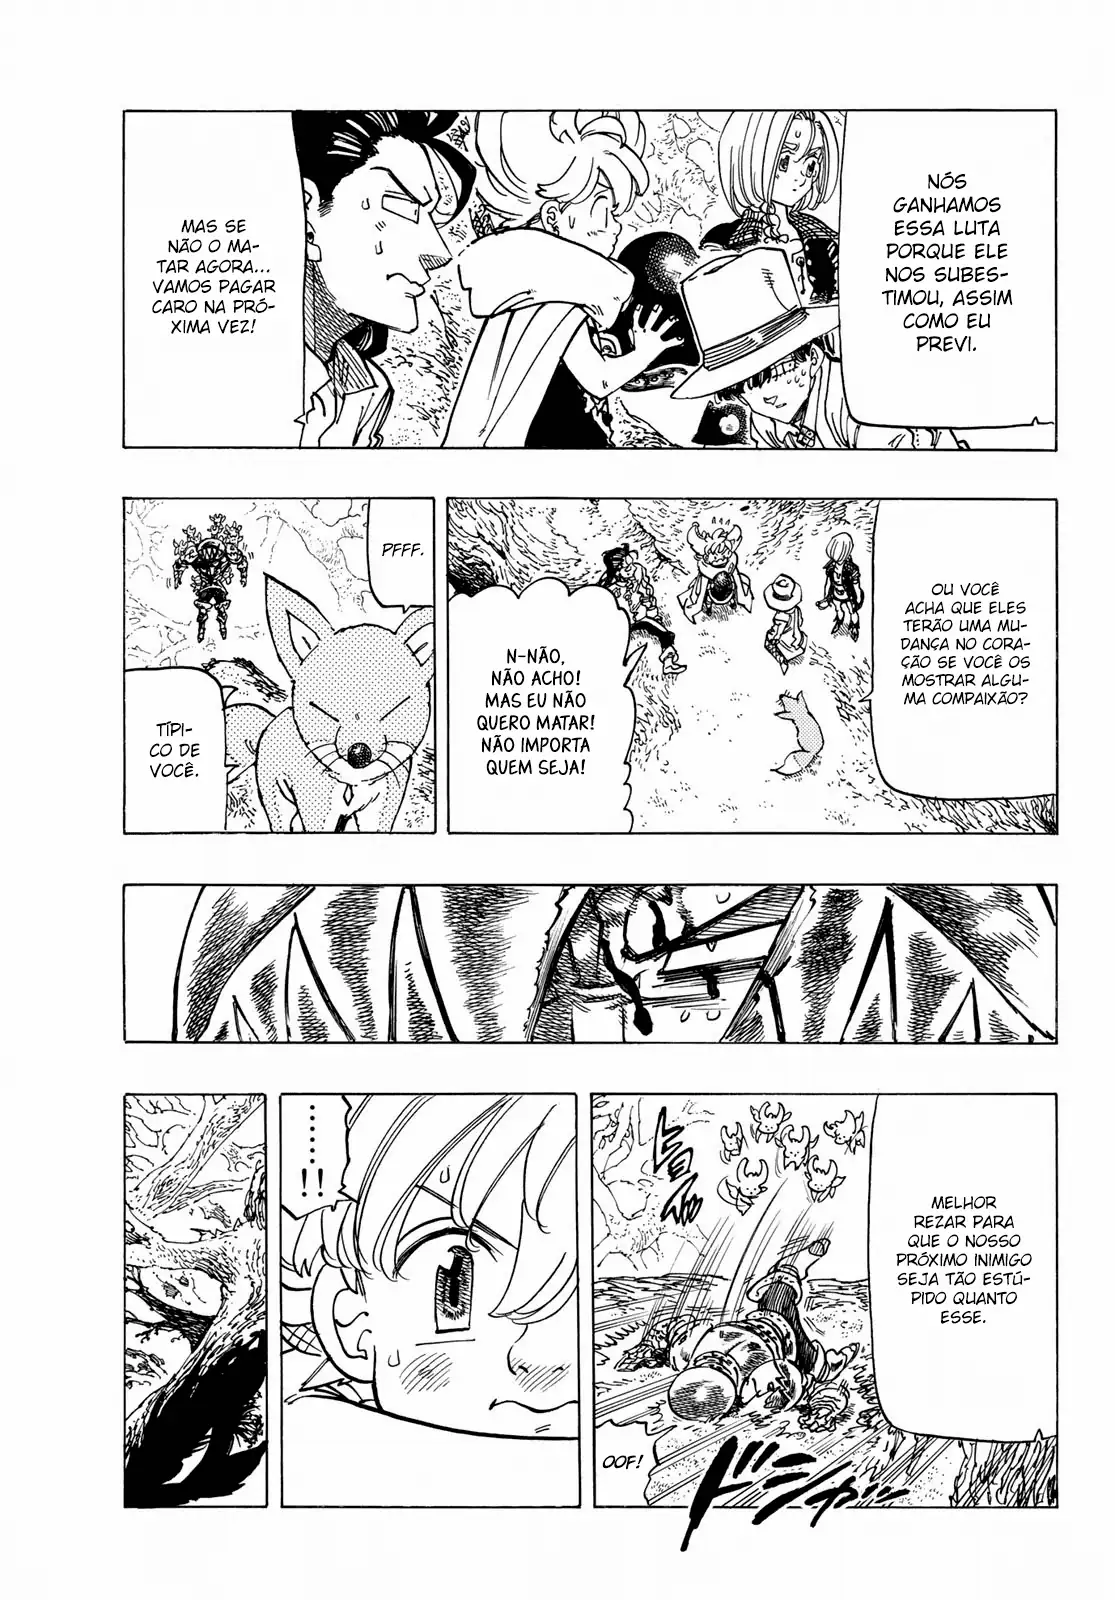 NÓS
GANHAMOS
ESSA LUTA
PORQUE ELE
NOS SUBES-
TIMOU, ASSIM
COMO EU
PREVI.
MAS SE
NÃO O MA-
TAR AGORA...
VAMOS PAGAR
CARO NA PRÓ-
XIMA VEZ!
OU VOCÊ
ACHA QUE ELES
TERÃO UMA MU-
DANÇA NO CORA-
ÇÃO SE VOCÊ OS
MOSTRAR ALGU-
MA COMPAIXÃO?
N-NÃO,
NÃO ACHO!
MAS EU NÃO
QUERO MATAR!
NÃO IMPORTA
QUEM SEJA!
PFFF.
TÍPI-
CO DE
VOCÊ.
MELHOR
REZAR PARA
QUE O NOSSO
PRÓXIMO INIMIGO
SEJA TÃO ESTÚ-
PIDO QUANTO
ESSE.
OOF!
ドシャッ
......!!